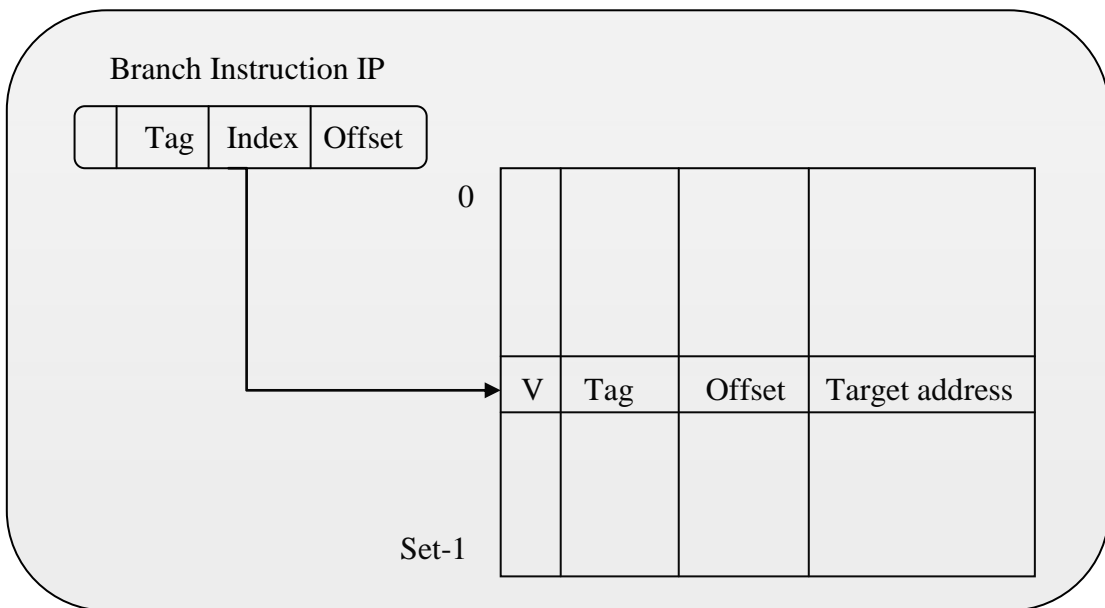 Branch Instruction IP
Tag Index Offset
0
V Tag Offset Target address
Set-1